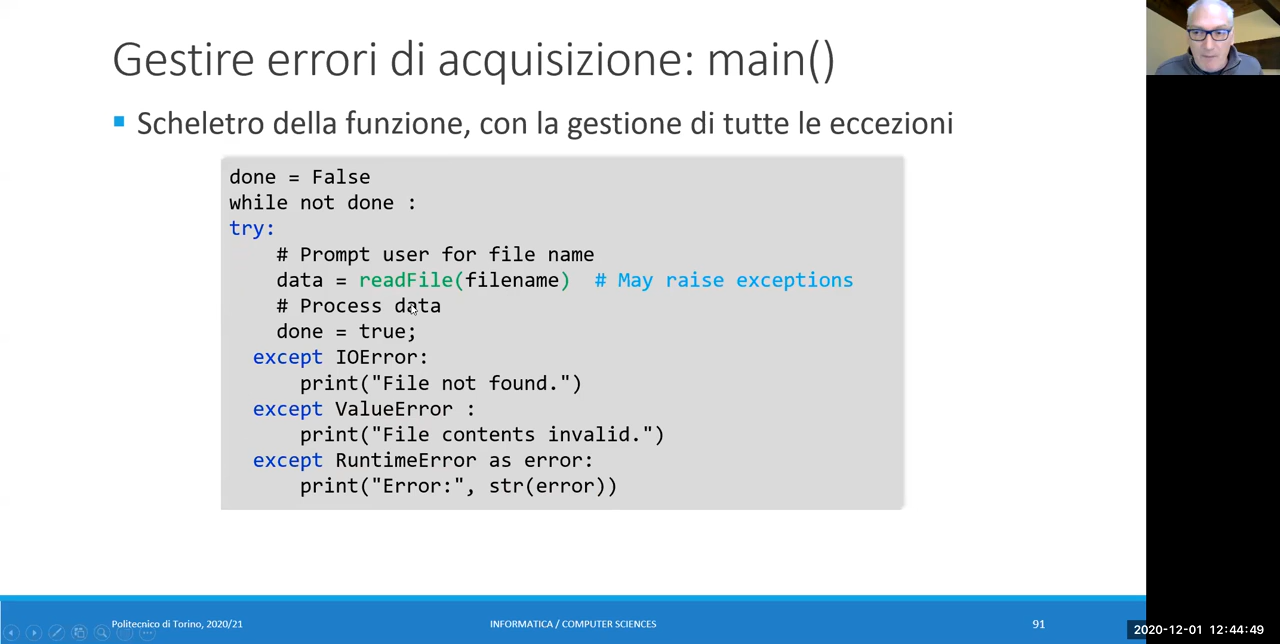 Gestire errori di acquisizione: main()
Scheletro della funzione, con la gestione di tutte le eccezioni
done = False
while not done :
try:
# Prompt user for file name
data = readFile(filename) # May raise exceptions
# Process data
done = true;
except IOError:
print("File not found.")
except ValueError :
print("File contents invalid.")
except RuntimeError as error:
print("Error:", str(error))
Politecnico di Torino, 2020/21
INFORMATICA / COMPUTER SCIENCES
91
2020-12-01 12:44:49